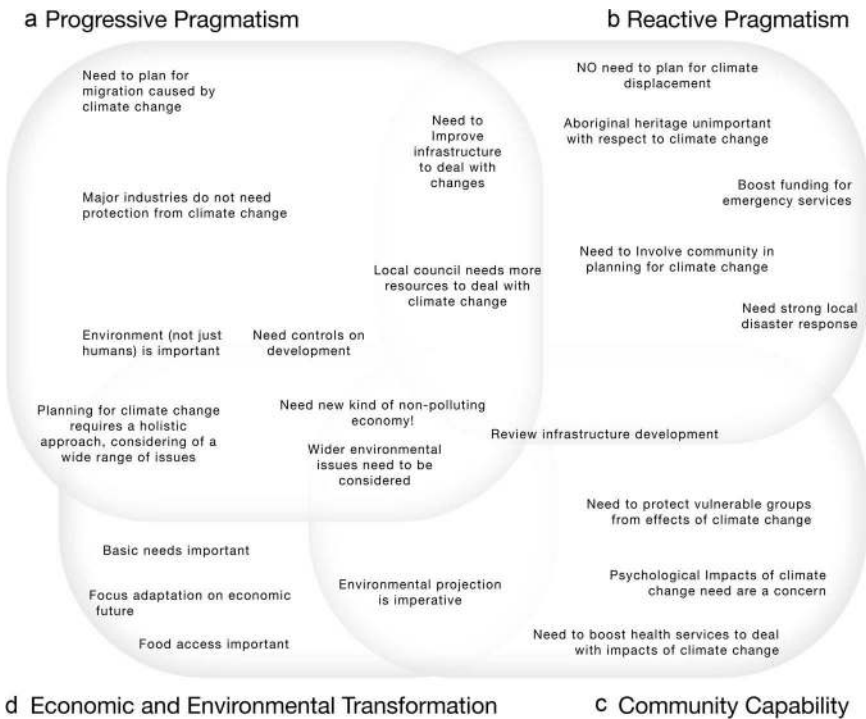 a Progressive Pragmatism
b Reactive Pragmatism
Need to plan for
migration caused by
climate change
NO need to plan for climate
displacement
Need to
Improve
infrastructure
to deal with
changes
Aboriginal heritage unimportant
with respect to climate change
Major industries do not need
protection from climate change
Boost funding for
emergency services
Local council needs more
resources to deal with
climate change
Need to Involve community in
planning for climate change
Need strong local
disaster response
Environment (not just
humans) is important
Need controls on
development
Planning for climate change
requires a holistic
approach, considering of a
wide range of issues
Need new kind of non-polluting
economy!
Wider environmental
issues need to be
considered
Review infrastructure development
Need to protect vulnerable groups
from effects of climate change
Basic needs important
Focus adaptation on economic
future
Food access important
Environmental projection
is imperative
Psychological Impacts of climate
change need are a concern
Need to boost health services to deal
with impacts of climate change
d Economic and Environmental Transformation
c Community Capability